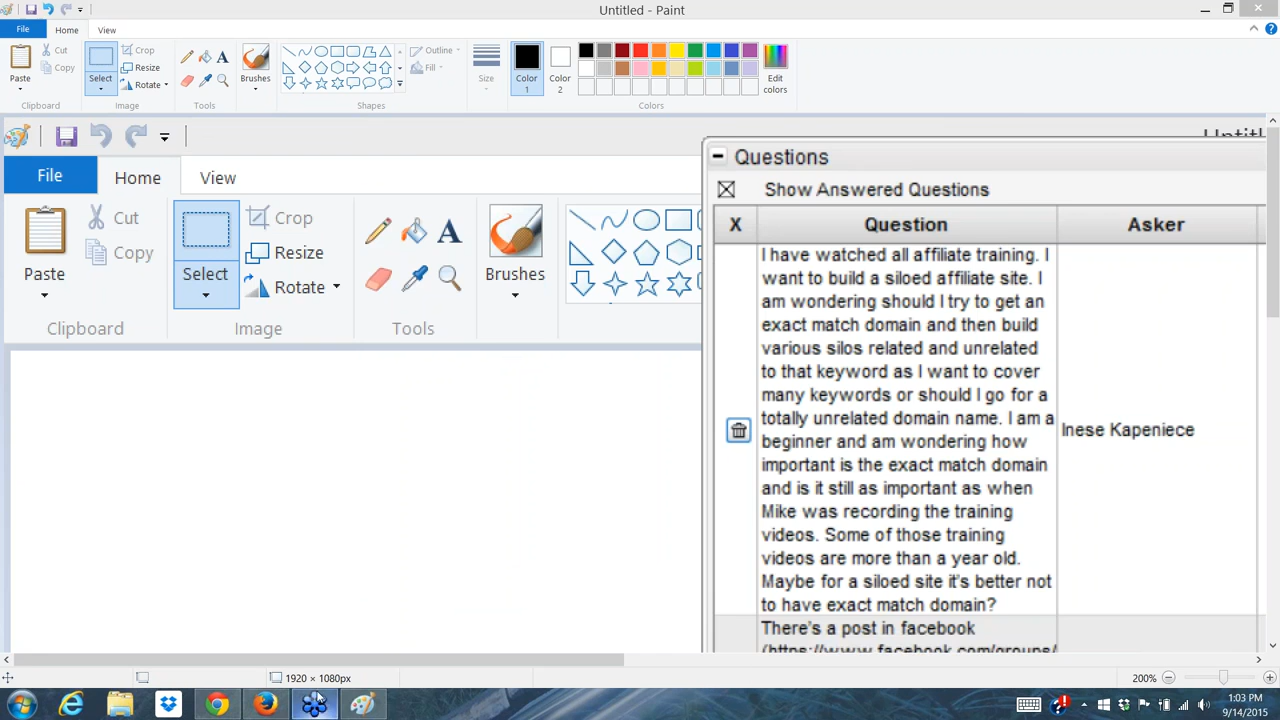 Untitled - Paint
File
Home
View
Paste
Cut
Copy
Select
Crop
Resize
Rotate
Brushes
Outline
Fill
Size
Color 1
Color 2
Edit colors
Clipboard
Image
Tools
Shapes
Colors
File
Home
View
Paste
Cut
Copy
Select
Crop
Resize
Rotate
A
Brushes
Clipboard
Image
Tools
Questions
Show Answered Questions
X
Question
Asker
I have watched all affiliate training. I
want to build a siloed affiliate site. I
am wondering should I try to get an
exact match domain and then build
various silos related and unrelated
to that keyword as I want to cover
many keywords or should I go for a
totally unrelated domain name. I am a
beginner and am wondering how
important is the exact match domain
and is it still as important as when
Mike was recording the training
videos. Some of those training
videos are more than a year old.
Maybe for a siloed site it's better not
to have exact match domain?
Inese Kapeniece
There's a post in facebook
(https://www.facebook.com/groups/
1920 × 1080px
200%
1:03 PM
9/14/2015